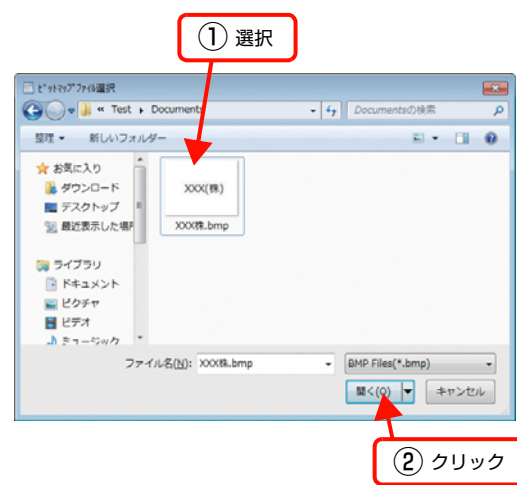 ① 選択
ビットマップファイル選択
« Test ▸ Documents
Documentsの検索
整理 ▼ 新しいフォルダー
お気に入り
ダウンロード
デスクトップ
最近表示した場所
ライブラリ
ドキュメント
ピクチャ
ビデオ
ミュージック
XXX(株)
XXX株.bmp
ファイル名(N): XXX株.bmp
BMP Files(*.bmp)
開く(O) キャンセル
② クリック